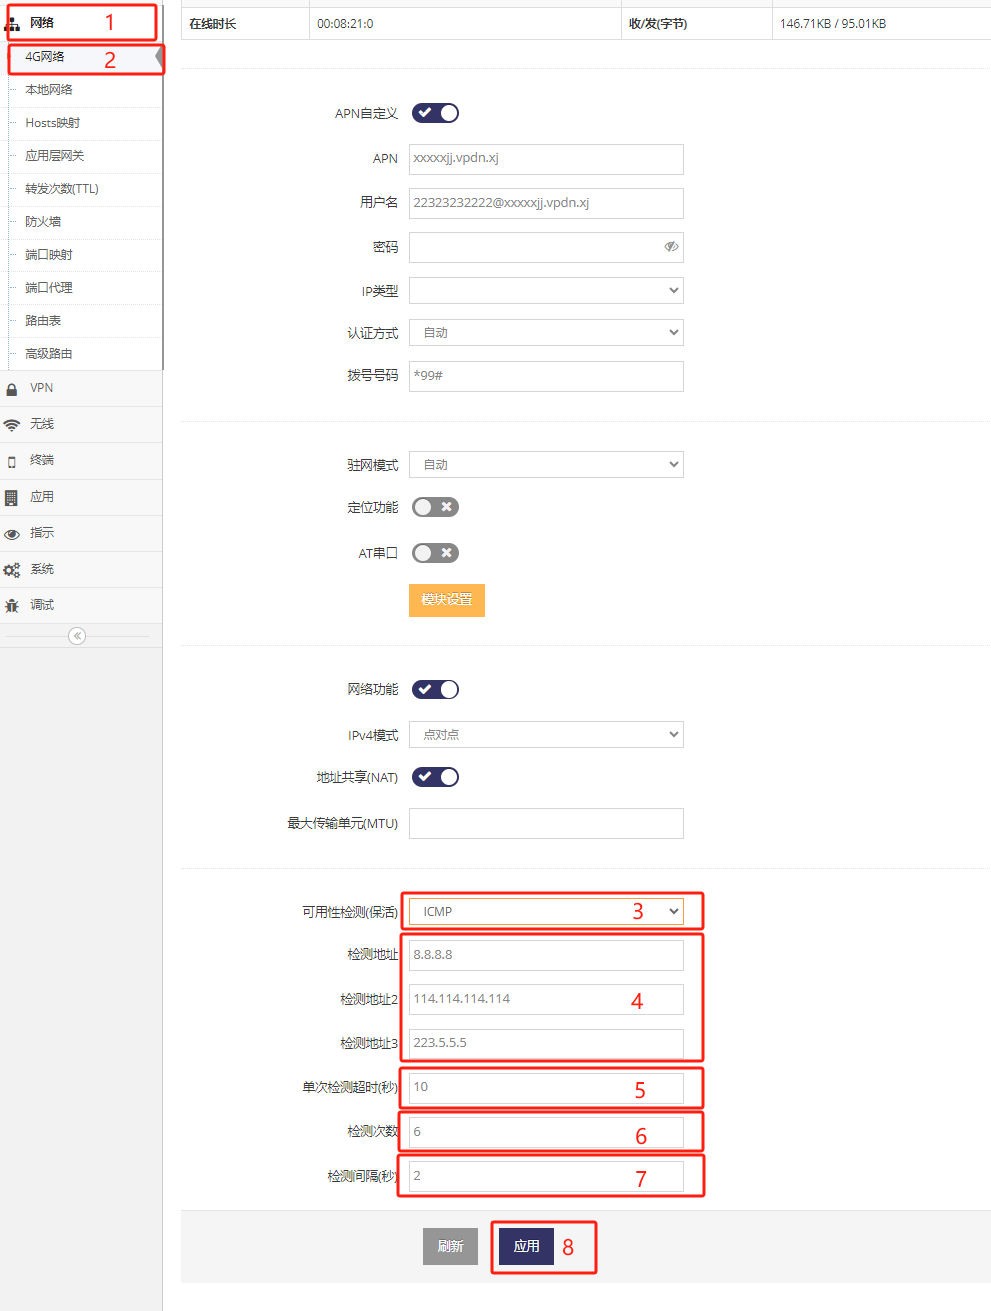 网络 1
4G网络 2
本地网络
Hosts映射
应用层网关
转发次数(TTL)
防火墙
端口映射
端口代理
路由表
高级路由
VPN
无线
终端
应用
指示
系统
调试
在线时长 00:08:21:0 收/发(字节) 146.71KB / 95.01KB
APN自定义
APN xxxxxjj.vpdn.xj
用户名 22323232222@xxxxxjj.vpdn.xj
密码
IP类型
认证方式 自动
拨号号码 *99#
驻网模式 自动
定位功能
AT串口
模块设置
网络功能
IPv4模式 点对点
地址共享(NAT)
最大传输单元(MTU)
可用性检测(保活) ICMP 3
检测地址 8.8.8.8
检测地址2 114.114.114.114 4
检测地址3 223.5.5.5
单次检测超时(秒) 10 5
检测次数 6 6
检测间隔(秒) 2 7
刷新 应用 8